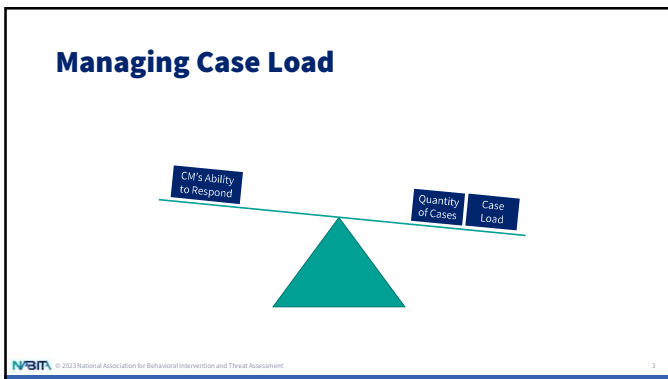 Managing Case Load
CM's Ability
to Respond
Quantity
of Cases
Case
Load
NABITA © 2023 National Association for Behavioral Intervention and Threat Assessment
3